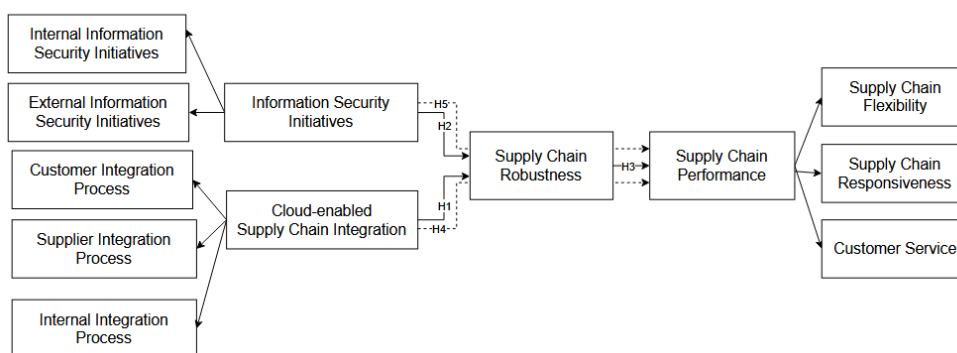 Internal Information
Security Initiatives
External Information
Security Initiatives
Customer Integration
Process
Supplier Integration
Process
Internal Integration
Process
Information Security
Initiatives
Cloud-enabled
Supply Chain Integration
H5
H2
H1
H4
Supply Chain
Robustness
H3
Supply Chain
Performance
Supply Chain
Flexibility
Supply Chain
Responsiveness
Customer Service